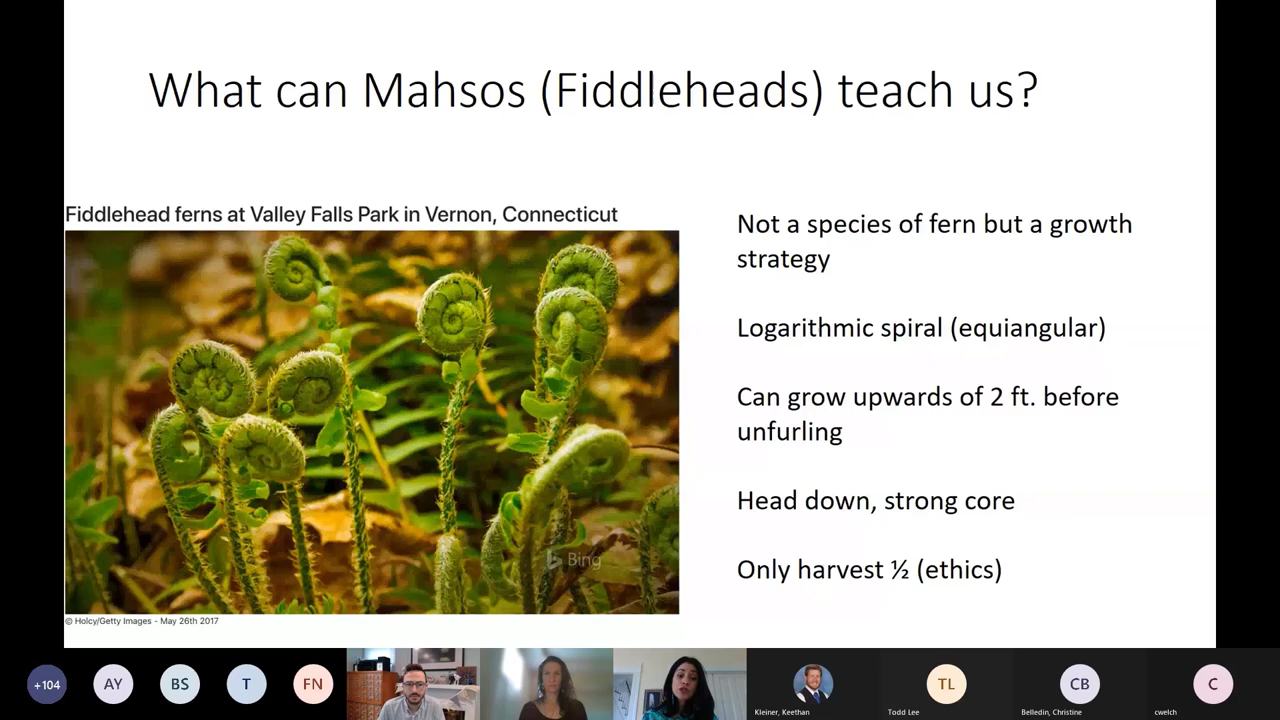 What can Mahsos (Fiddleheads) teach us?
Fiddlehead ferns at Valley Falls Park in Vernon, Connecticut
Not a species of fern but a growth
strategy
Logarithmic spiral (equiangular)
Can grow upwards of 2 ft. before
unfurling
Head down, strong core
Only harvest ½ (ethics)
Bing
© Holcy/Getty Images - May 26th 2017
+104
AY
BS
T
FN
TL
CB
C
Kleiner, Keethan
Todd Lee
Belledin, Christine
cwelch